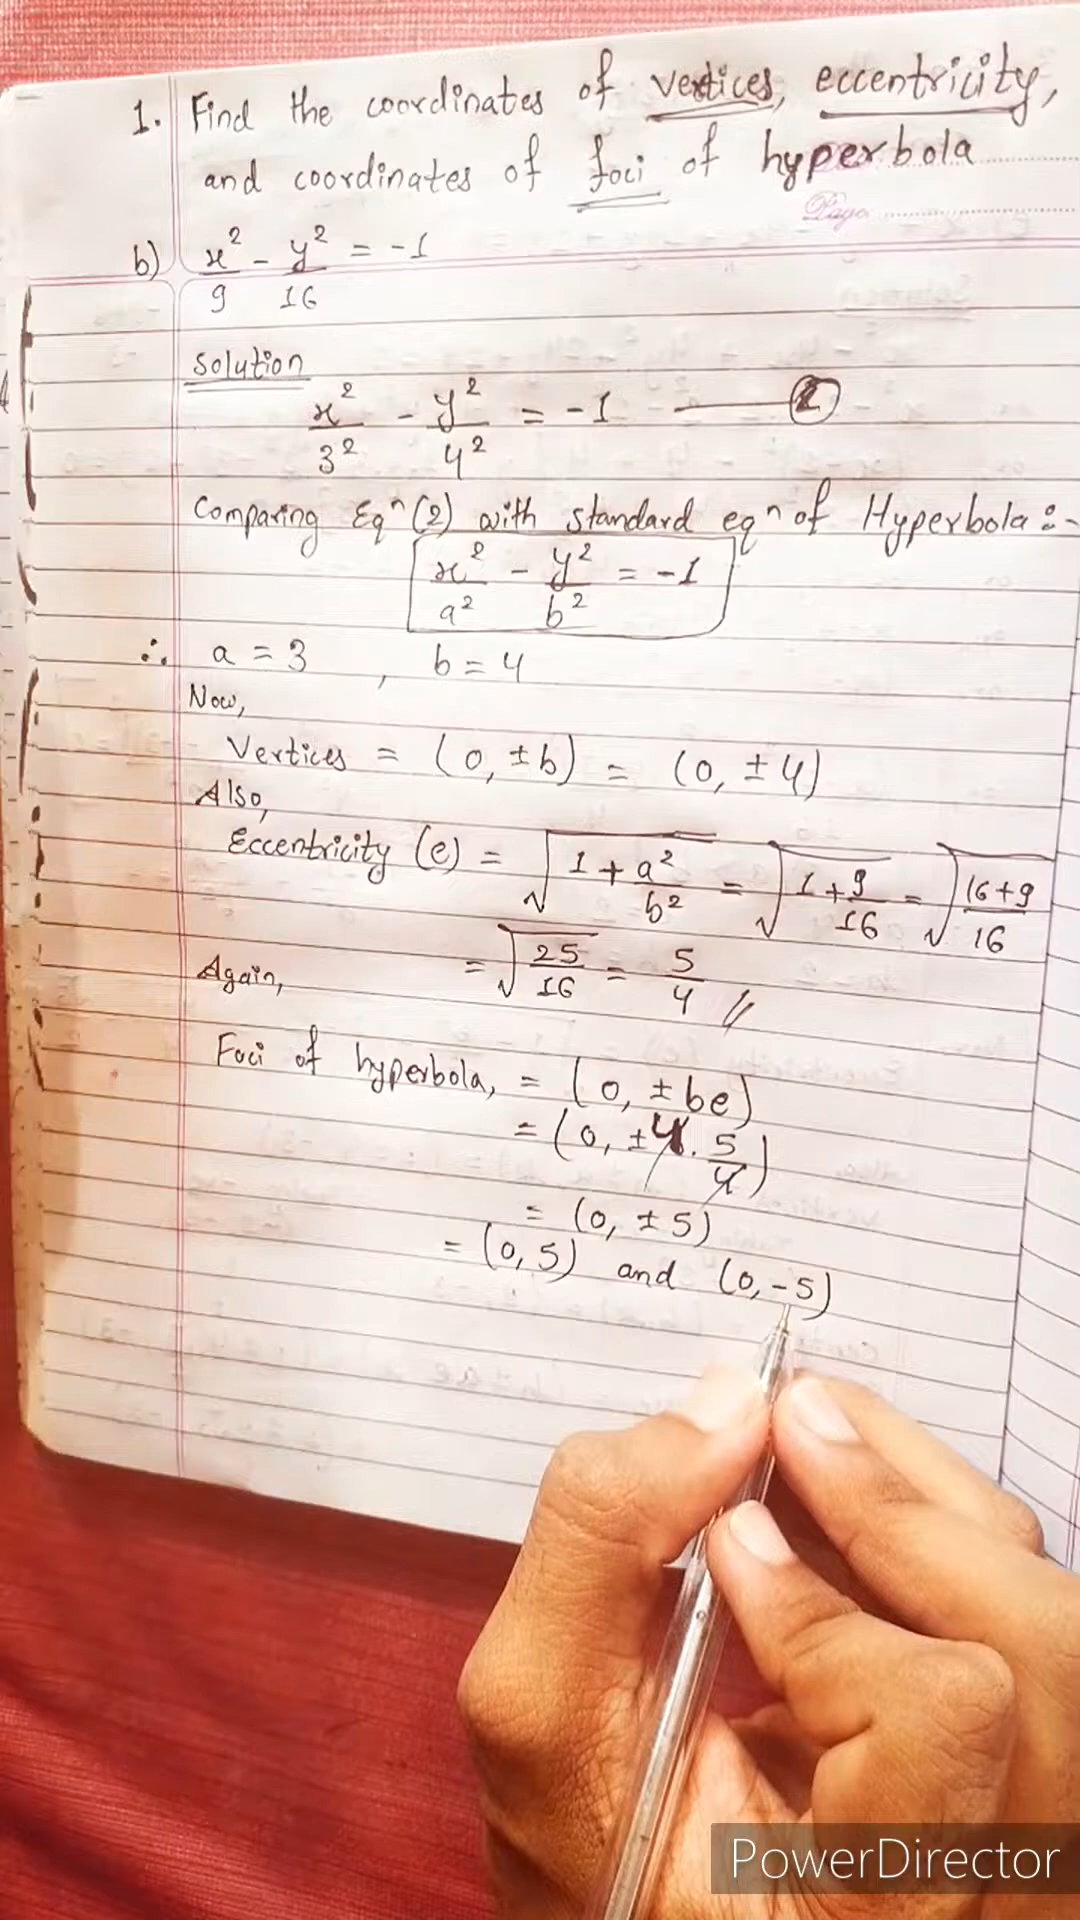 1. Find the coordinates of vertices, eccentricity,
and coordinates of foci of hyperbola
Page
b) x²/9 - y²/16 = -1
Solution
x²/3² - y²/4² = -1 —— (2)
Comparing Eqⁿ(2) with standard eqⁿ of Hyperbola:-
x²/a² - y²/b² = -1
∴ a = 3 , b = 4
Now,
Vertices = (0, ±b) = (0, ±4)
Also,
Eccentricity (e) = √(1 + a²/b²) = √(1 + 9/16) = √((16+9)/16)
= √(25/16) = 5/4 //
Again,
Foci of hyperbola, = (0, ±be)
= (0, ±4 · 5/4)
= (0, ±5)
= (0, 5) and (0, -5)
PowerDirector